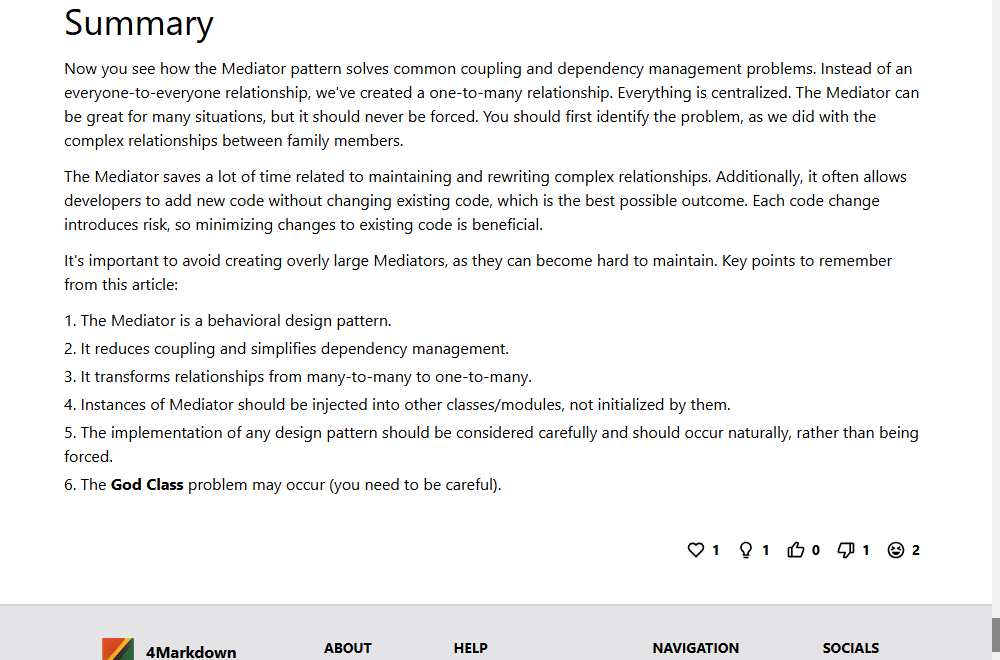 Summary
Now you see how the Mediator pattern solves common coupling and dependency management problems. Instead of an
everyone-to-everyone relationship, we've created a one-to-many relationship. Everything is centralized. The Mediator can
be great for many situations, but it should never be forced. You should first identify the problem, as we did with the
complex relationships between family members.
The Mediator saves a lot of time related to maintaining and rewriting complex relationships. Additionally, it often allows
developers to add new code without changing existing code, which is the best possible outcome. Each code change
introduces risk, so minimizing changes to existing code is beneficial.
It's important to avoid creating overly large Mediators, as they can become hard to maintain. Key points to remember
from this article:
1. The Mediator is a behavioral design pattern.
2. It reduces coupling and simplifies dependency management.
3. It transforms relationships from many-to-many to one-to-many.
4. Instances of Mediator should be injected into other classes/modules, not initialized by them.
5. The implementation of any design pattern should be considered carefully and should occur naturally, rather than being
forced.
6. The God Class problem may occur (you need to be careful).
1 1 0 1 2
4Markdown ABOUT HELP NAVIGATION SOCIALS